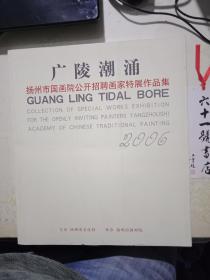 广陵潮涌
扬州市国画院公开招聘画家特展作品集
GUANG LING TIDAL BORE
COLLECTION OF SPECIAL WORKS EXHIBITION
FOR THE OPENLY INVITING PAINTERS YANGZHOUSHI
ACADEMY OF CHINESE TRADITIONAL PAINTING
2006
六十一号书店